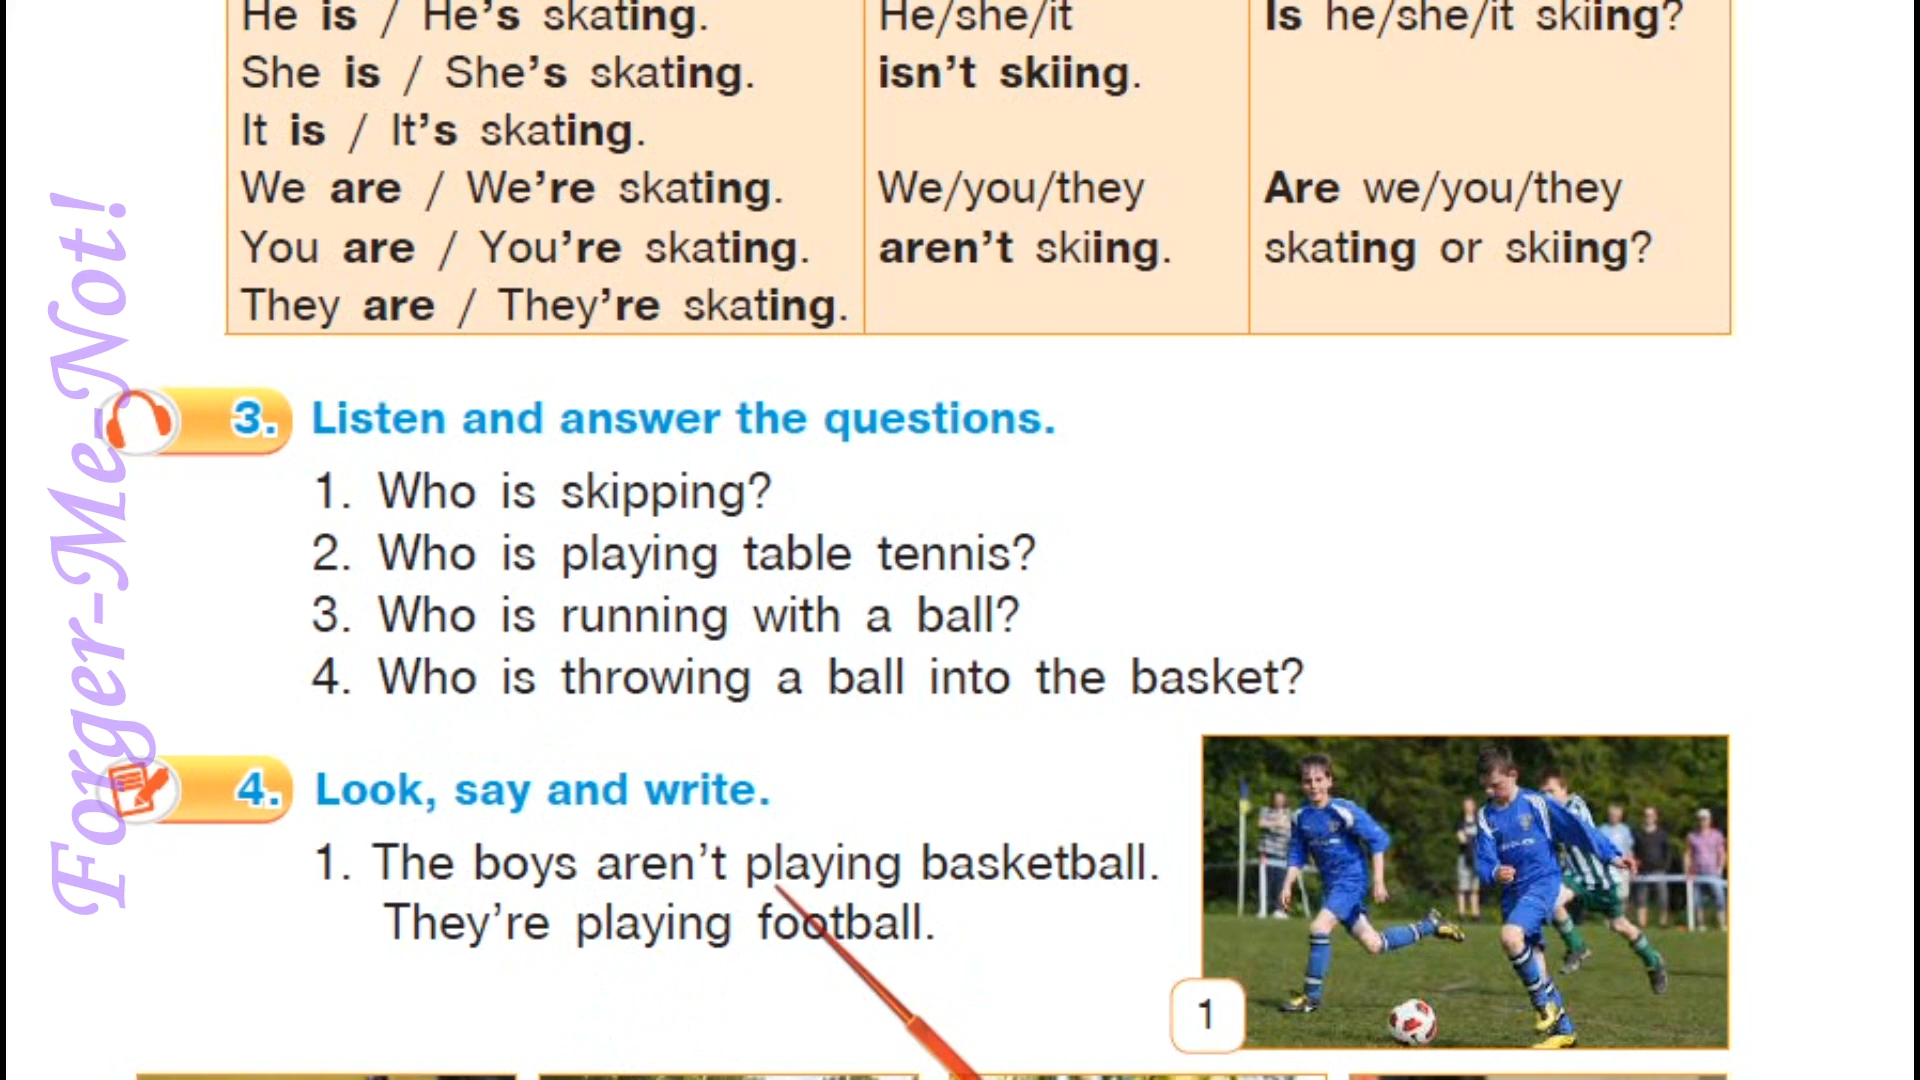 He is / He's skating.
She is / She's skating.
It is / It's skating.
We are / We're skating.
You are / You're skating.
They are / They're skating.
He/she/it
isn't skiing.
We/you/they
aren't skiing.
Is he/she/it skiing?
Are we/you/they
skating or skiing?
3. Listen and answer the questions.
1. Who is skipping?
2. Who is playing table tennis?
3. Who is running with a ball?
4. Who is throwing a ball into the basket?
4. Look, say and write.
1. The boys aren't playing basketball.
They're playing football.
1
Forger-Me-Not!